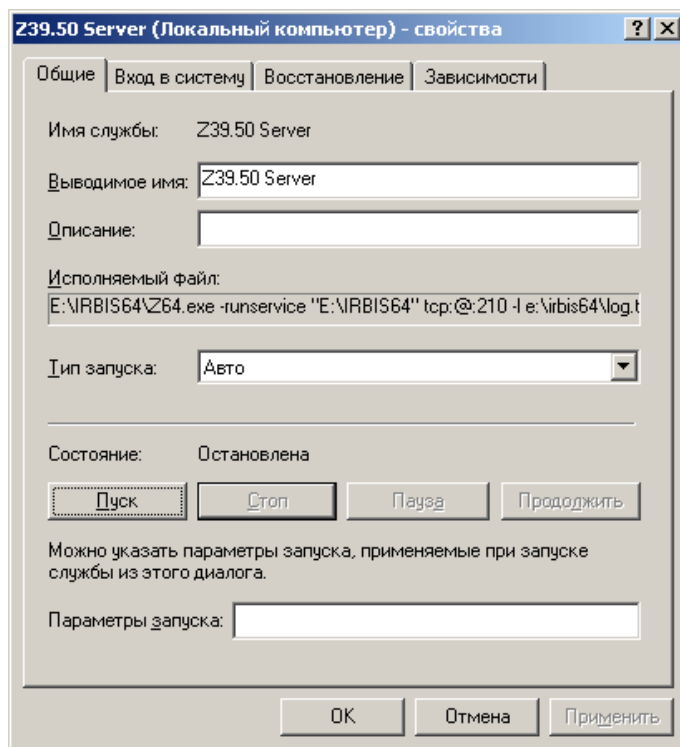 Z39.50 Server (Локальный компьютер) - свойства
Общие Вход в систему Восстановление Зависимости
Имя службы: Z39.50 Server
Выводимое имя: Z39.50 Server
Описание:
Исполняемый файл:
E:\IRBIS64\Z64.exe -runservice "E:\IRBIS64" tcp:@:210 -l e:\irbis64\log.t
Тип запуска: Авто
Состояние: Остановлена
Пуск Стоп Пауза Продолжить
Можно указать параметры запуска, применяемые при запуске
службы из этого диалога.
Параметры запуска:
OK Отмена Применить